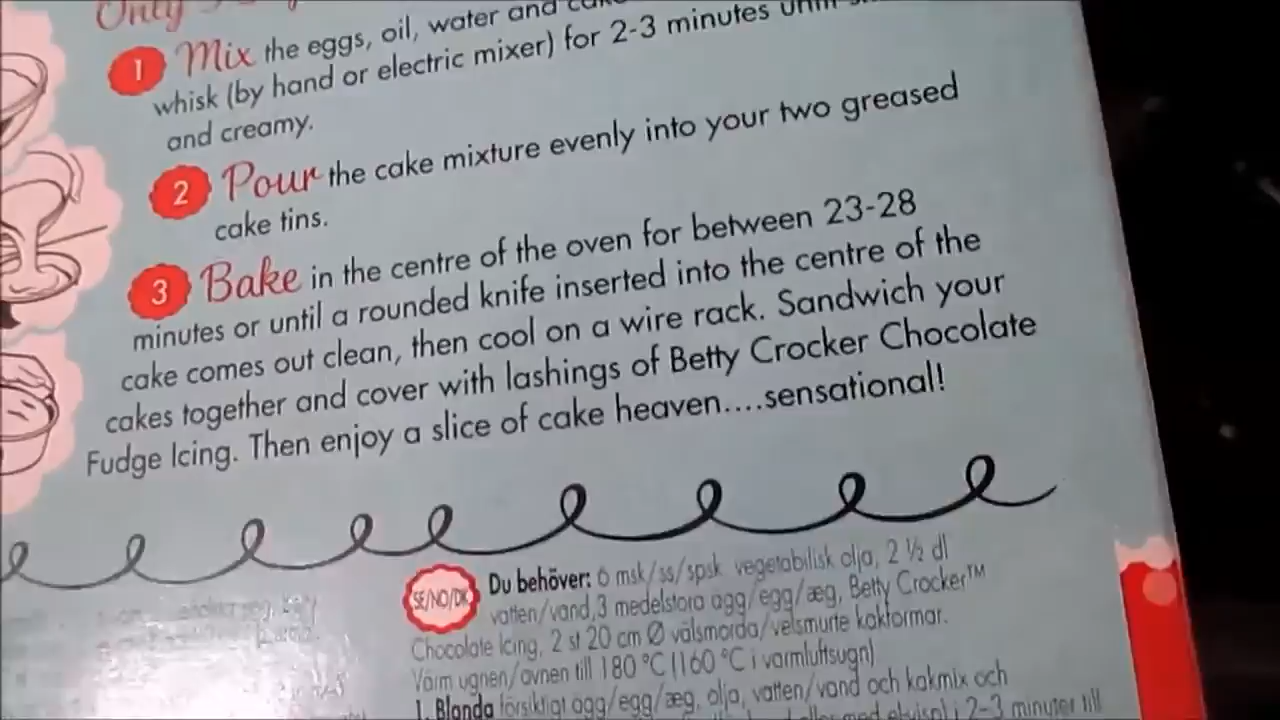 Only
1 Mix the eggs, oil, water and
whisk (by hand or electric mixer) for 2-3 minutes until
and creamy.
2 Pour the cake mixture evenly into your two greased
cake tins.
3 Bake in the centre of the oven for between 23-28
minutes or until a rounded knife inserted into the centre of the
cake comes out clean, then cool on a wire rack. Sandwich your
cakes together and cover with lashings of Betty Crocker Chocolate
Fudge Icing. Then enjoy a slice of cake heaven....sensational!
SE/NO/DK Du behöver: 6 msk/ss/spsk vegetabilisk olja, 2 ½ dl
vatten/vand,3 medelstora ägg/egg/æg, Betty Crocker™
Chocolate Icing, 2 st 20 cm Ø välsmorda/velsmurte kakformar.
Värm ugnen/ovnen till 180 °C (160 °C i varmluftsugn)
1. Blanda försiktigt ägg/egg/æg, olja, vatten/vand och kakmix och
med elvisp) i 2-3 minuter till